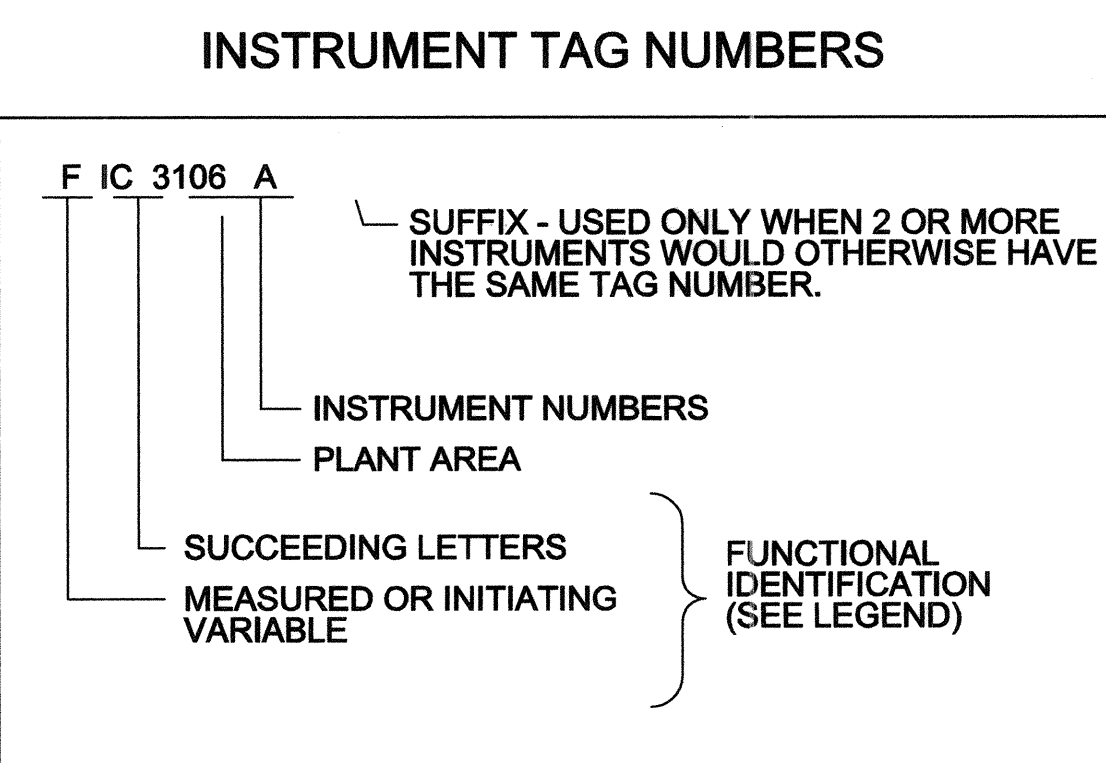 INSTRUMENT TAG NUMBERS
F IC 3106 A
SUFFIX - USED ONLY WHEN 2 OR MORE
INSTRUMENTS WOULD OTHERWISE HAVE
THE SAME TAG NUMBER.
INSTRUMENT NUMBERS
PLANT AREA
SUCCEEDING LETTERS
MEASURED OR INITIATING
VARIABLE
FUNCTIONAL
IDENTIFICATION
(SEE LEGEND)